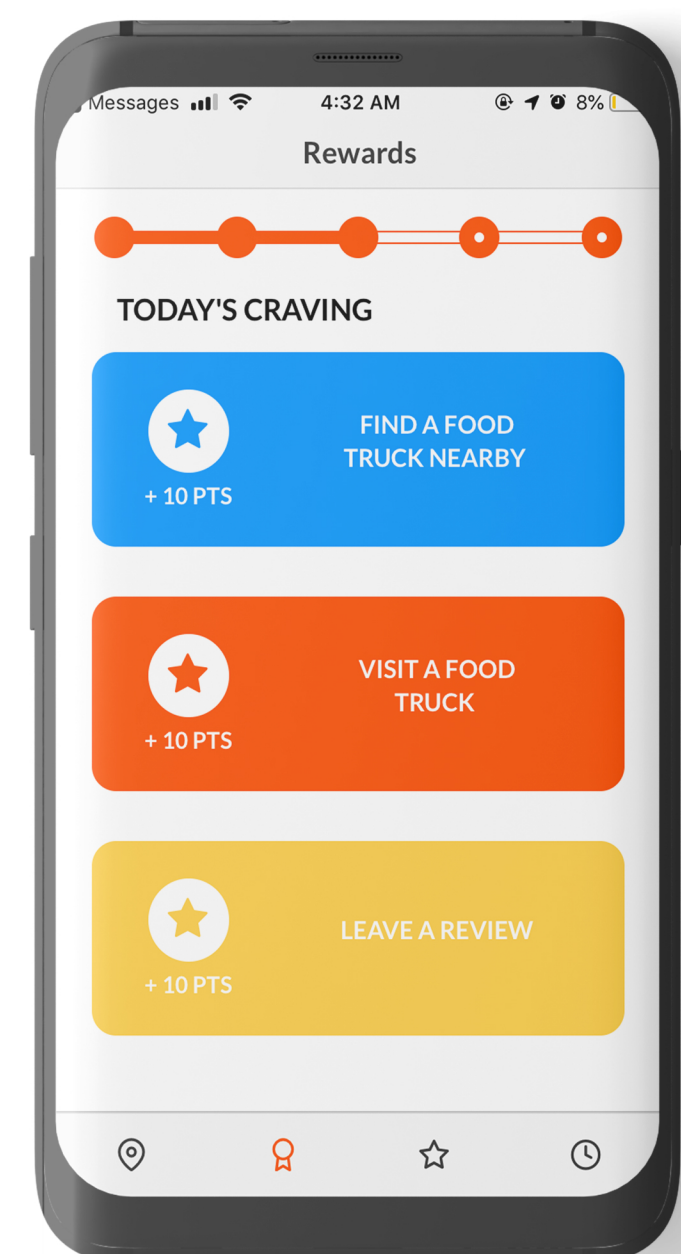 Messages
4:32 AM
8%
Rewards
TODAY'S CRAVING
FIND A FOOD
TRUCK NEARBY
+ 10 PTS
VISIT A FOOD
TRUCK
+ 10 PTS
LEAVE A REVIEW
+ 10 PTS